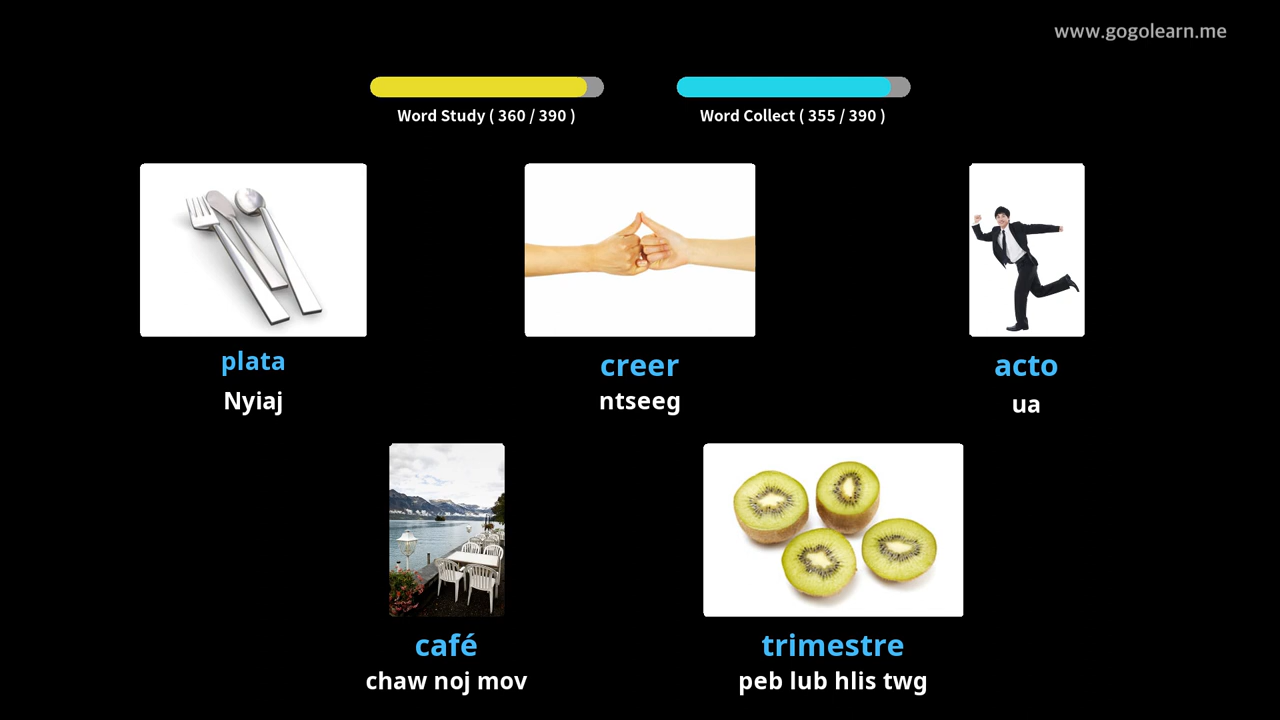 www.gogolearn.me
Word Study ( 360 / 390 )
Word Collect ( 355 / 390 )
plata
Nyiaj
creer
ntseeg
acto
ua
café
chaw noj mov
trimestre
peb lub hlis twg